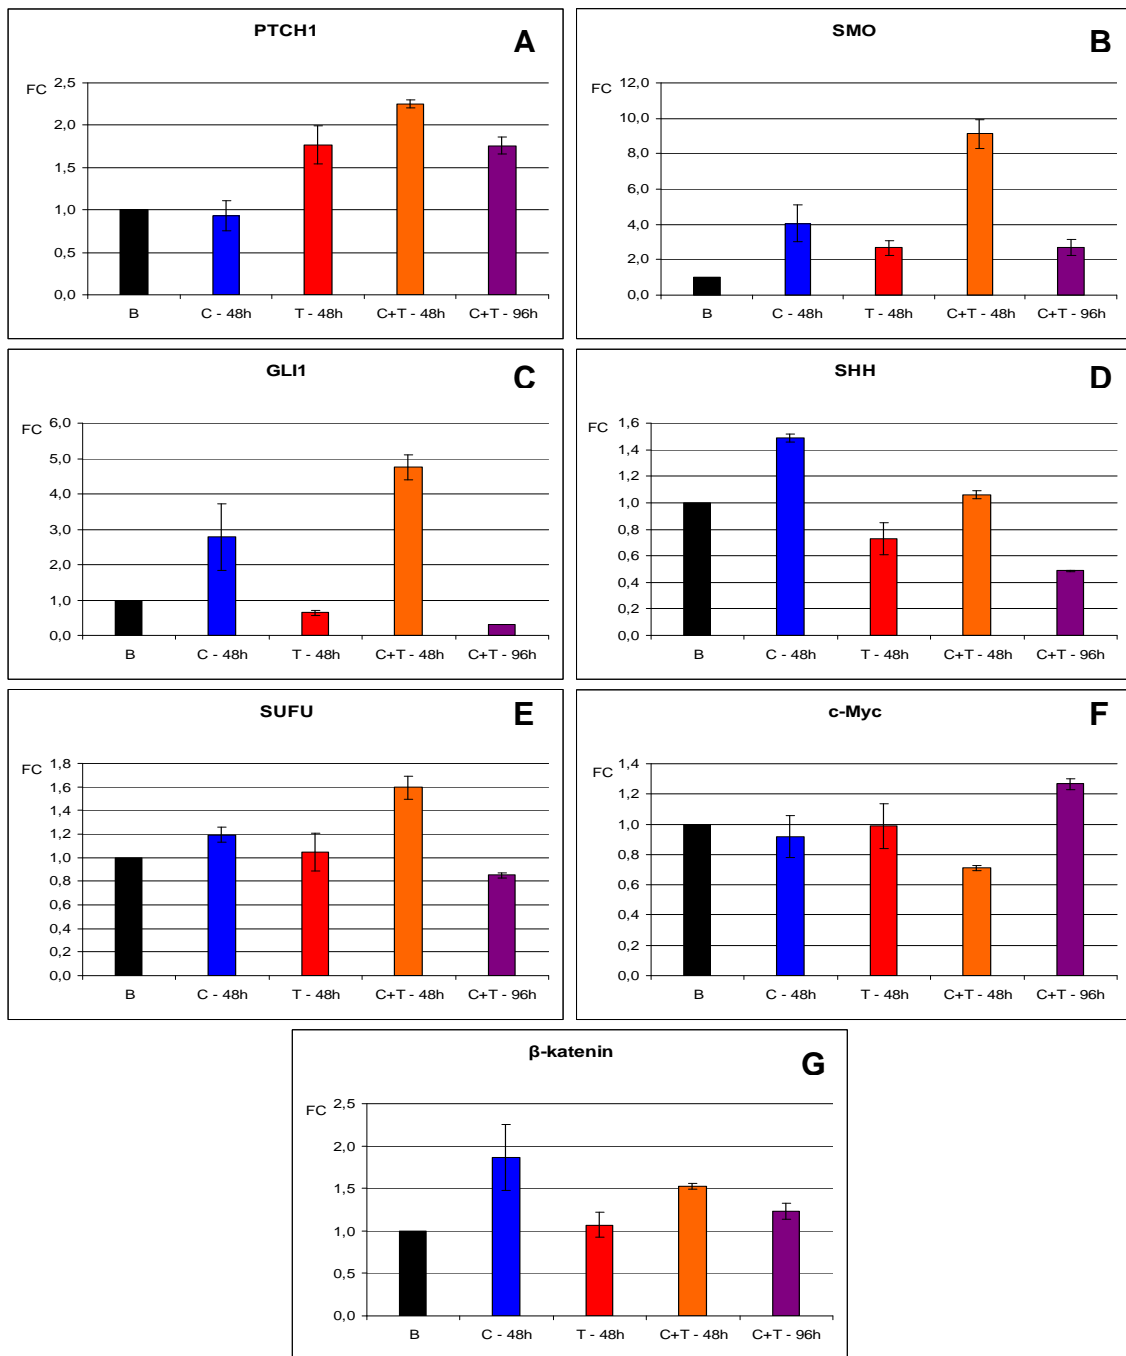 PTCH1
A
FC
2,5
2,0
1,5
1,0
0,5
0,0
B C - 48h T - 48h C+T - 48h C+T - 96h
SMO
B
FC
12,0
10,0
8,0
6,0
4,0
2,0
0,0
B C - 48h T - 48h C+T - 48h C+T - 96h
GLI1
C
FC
6,0
5,0
4,0
3,0
2,0
1,0
0,0
B C - 48h T - 48h C+T - 48h C+T - 96h
SHH
D
FC
1,6
1,4
1,2
1,0
0,8
0,6
0,4
0,2
0,0
B C - 48h T - 48h C+T - 48h C+T - 96h
SUFU
E
FC
1,8
1,6
1,4
1,2
1,0
0,8
0,6
0,4
0,2
0,0
B C - 48h T - 48h C+T - 48h C+T - 96h
c-Myc
F
FC
1,4
1,2
1,0
0,8
0,6
0,4
0,2
0,0
B C - 48h T - 48h C+T - 48h C+T - 96h
β-katenin
G
FC
2,5
2,0
1,5
1,0
0,5
0,0
B C - 48h T - 48h C+T - 48h C+T - 96h